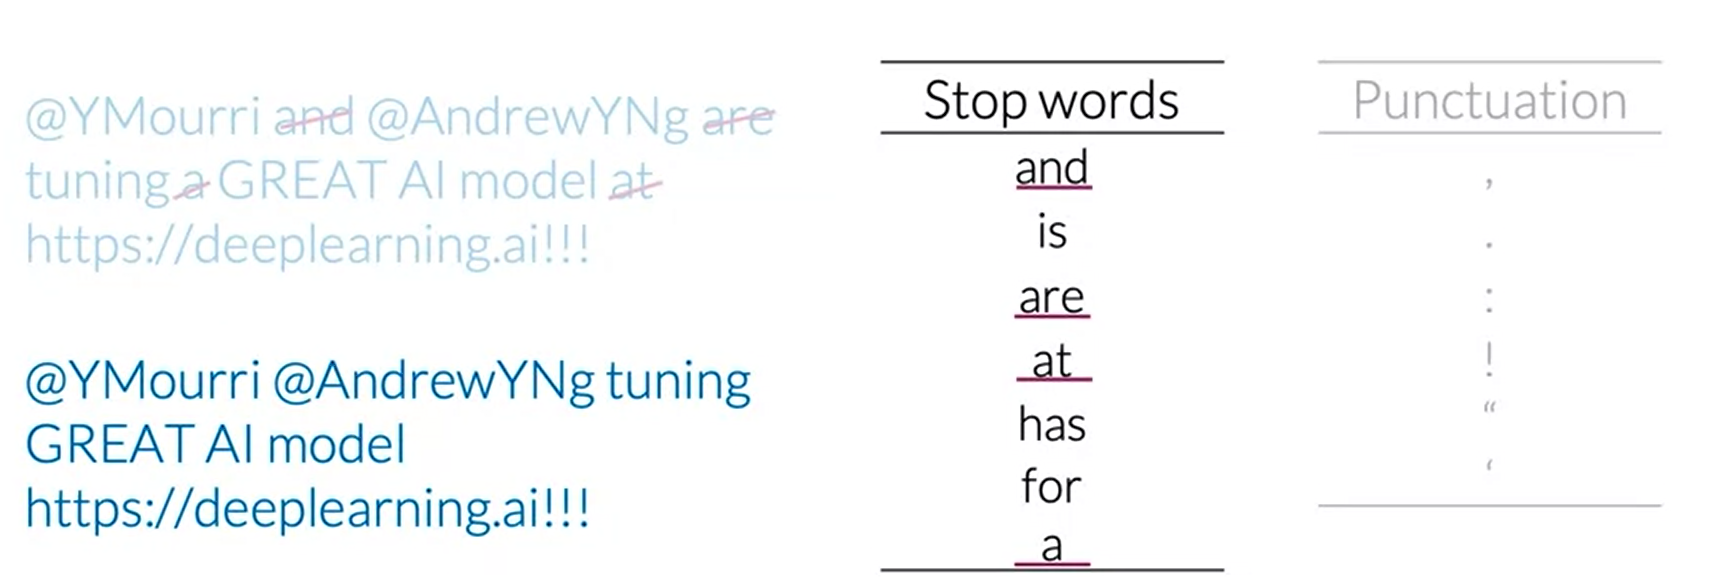 @YMourri and @AndrewYNg are
tuning a GREAT AI model at
https://deeplearning.ai!!!
@YMourri @AndrewYNg tuning
GREAT AI model
https://deeplearning.ai!!!
Stop words
and
is
are
at
has
for
a
Punctuation
,
.
:
!
“
‘